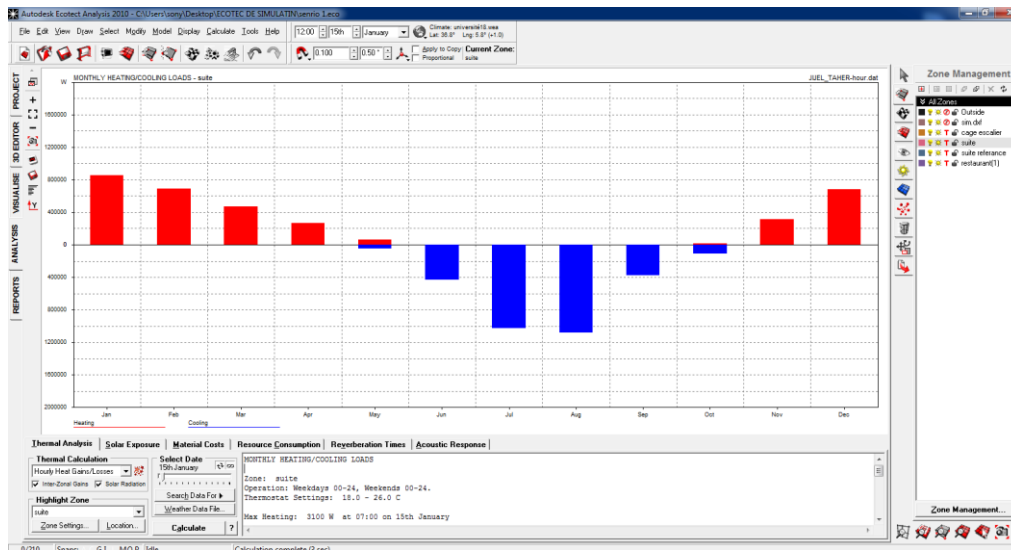 Autodesk Ecotect Analysis 2010 - C:\Users\sony\Desktop\ECOTEC DE SIMULATIN\senrio 1.eco
File Edit View Draw Select Modify Model Display Calculate Tools Help
12:00 15th January
Climate: université18.wea
Lat: 36.8° Lng: 5.8° (+1.0)
0.100 0.50°
Apply to Copy
Proportional
Current Zone:
suite
PROJECT
3D EDITOR
VISUALISE
ANALYSIS
REPORTS
W MONTHLY HEATING/COOLING LOADS - suite JIJEL_TAHER-hour.dat
1600000
1200000
800000
400000
0
400000
800000
1200000
1600000
2000000
Jan Feb Mar Apr May Jun Jul Aug Sep Oct Nov Dec
Heating Cooling
Zone Management
All Zones
Outside
sim.dxf
cage escalier
suite
suite referance
restaurant(1)
Zone Management...
Thermal Analysis Solar Exposure Material Costs Resource Consumption Reverberation Times Acoustic Response
Thermal Calculation
Hourly Heat Gains/Losses
Inter-Zonal Gains Solar Radiation
Highlight Zone
suite
Zone Settings... Location...
Select Date
15th January
Search Data For
Weather Data File...
Calculate ?
MONTHLY HEATING/COOLING LOADS
Zone: suite
Operation: Weekdays 00-24, Weekends 00-24.
Thermostat Settings: 18.0 - 26.0 C
Max Heating: 3100 W at 07:00 on 15th January
0/210 Snaps: Idle Calculation complete